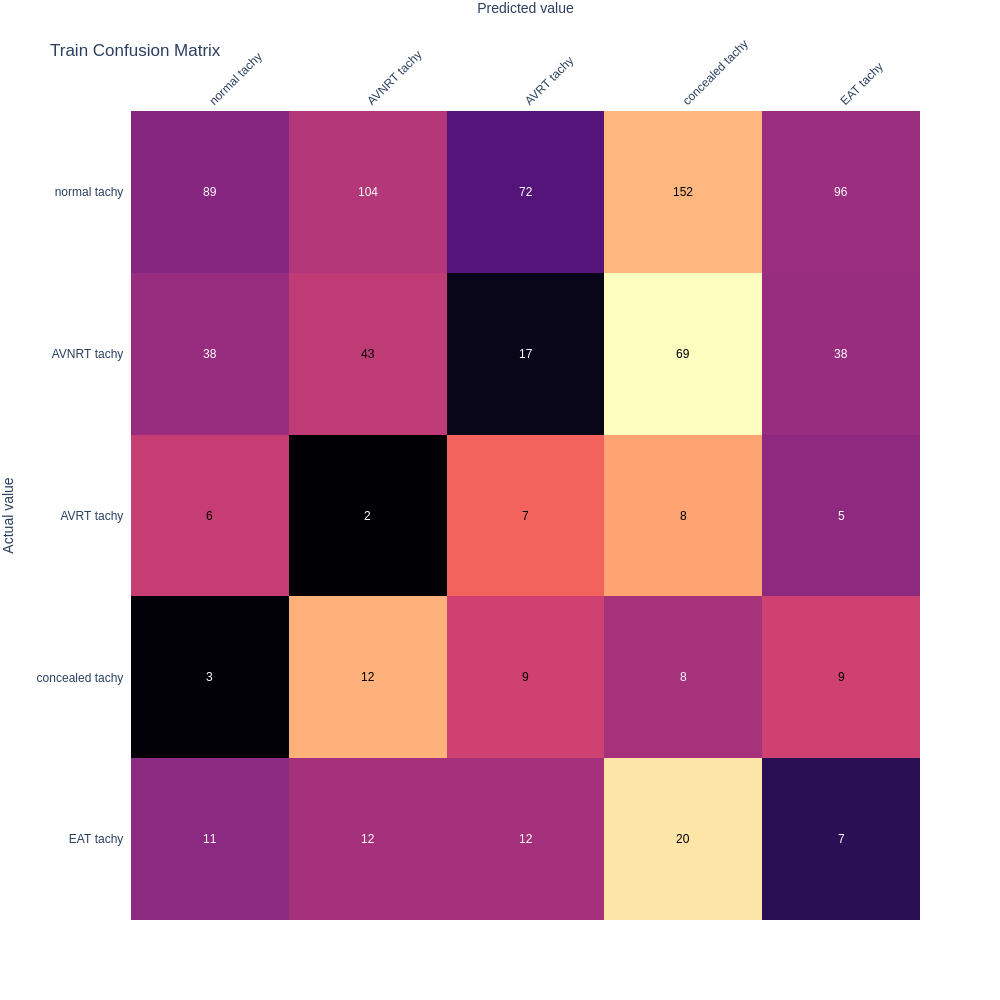 Predicted value
Train Confusion Matrix
normal tachy
AVNRT tachy
AVRT tachy
concealed tachy
EAT tachy
Actual value
normal tachy 89 104 72 152 96
AVNRT tachy 38 43 17 69 38
AVRT tachy 6 2 7 8 5
concealed tachy 3 12 9 8 9
EAT tachy 11 12 12 20 7